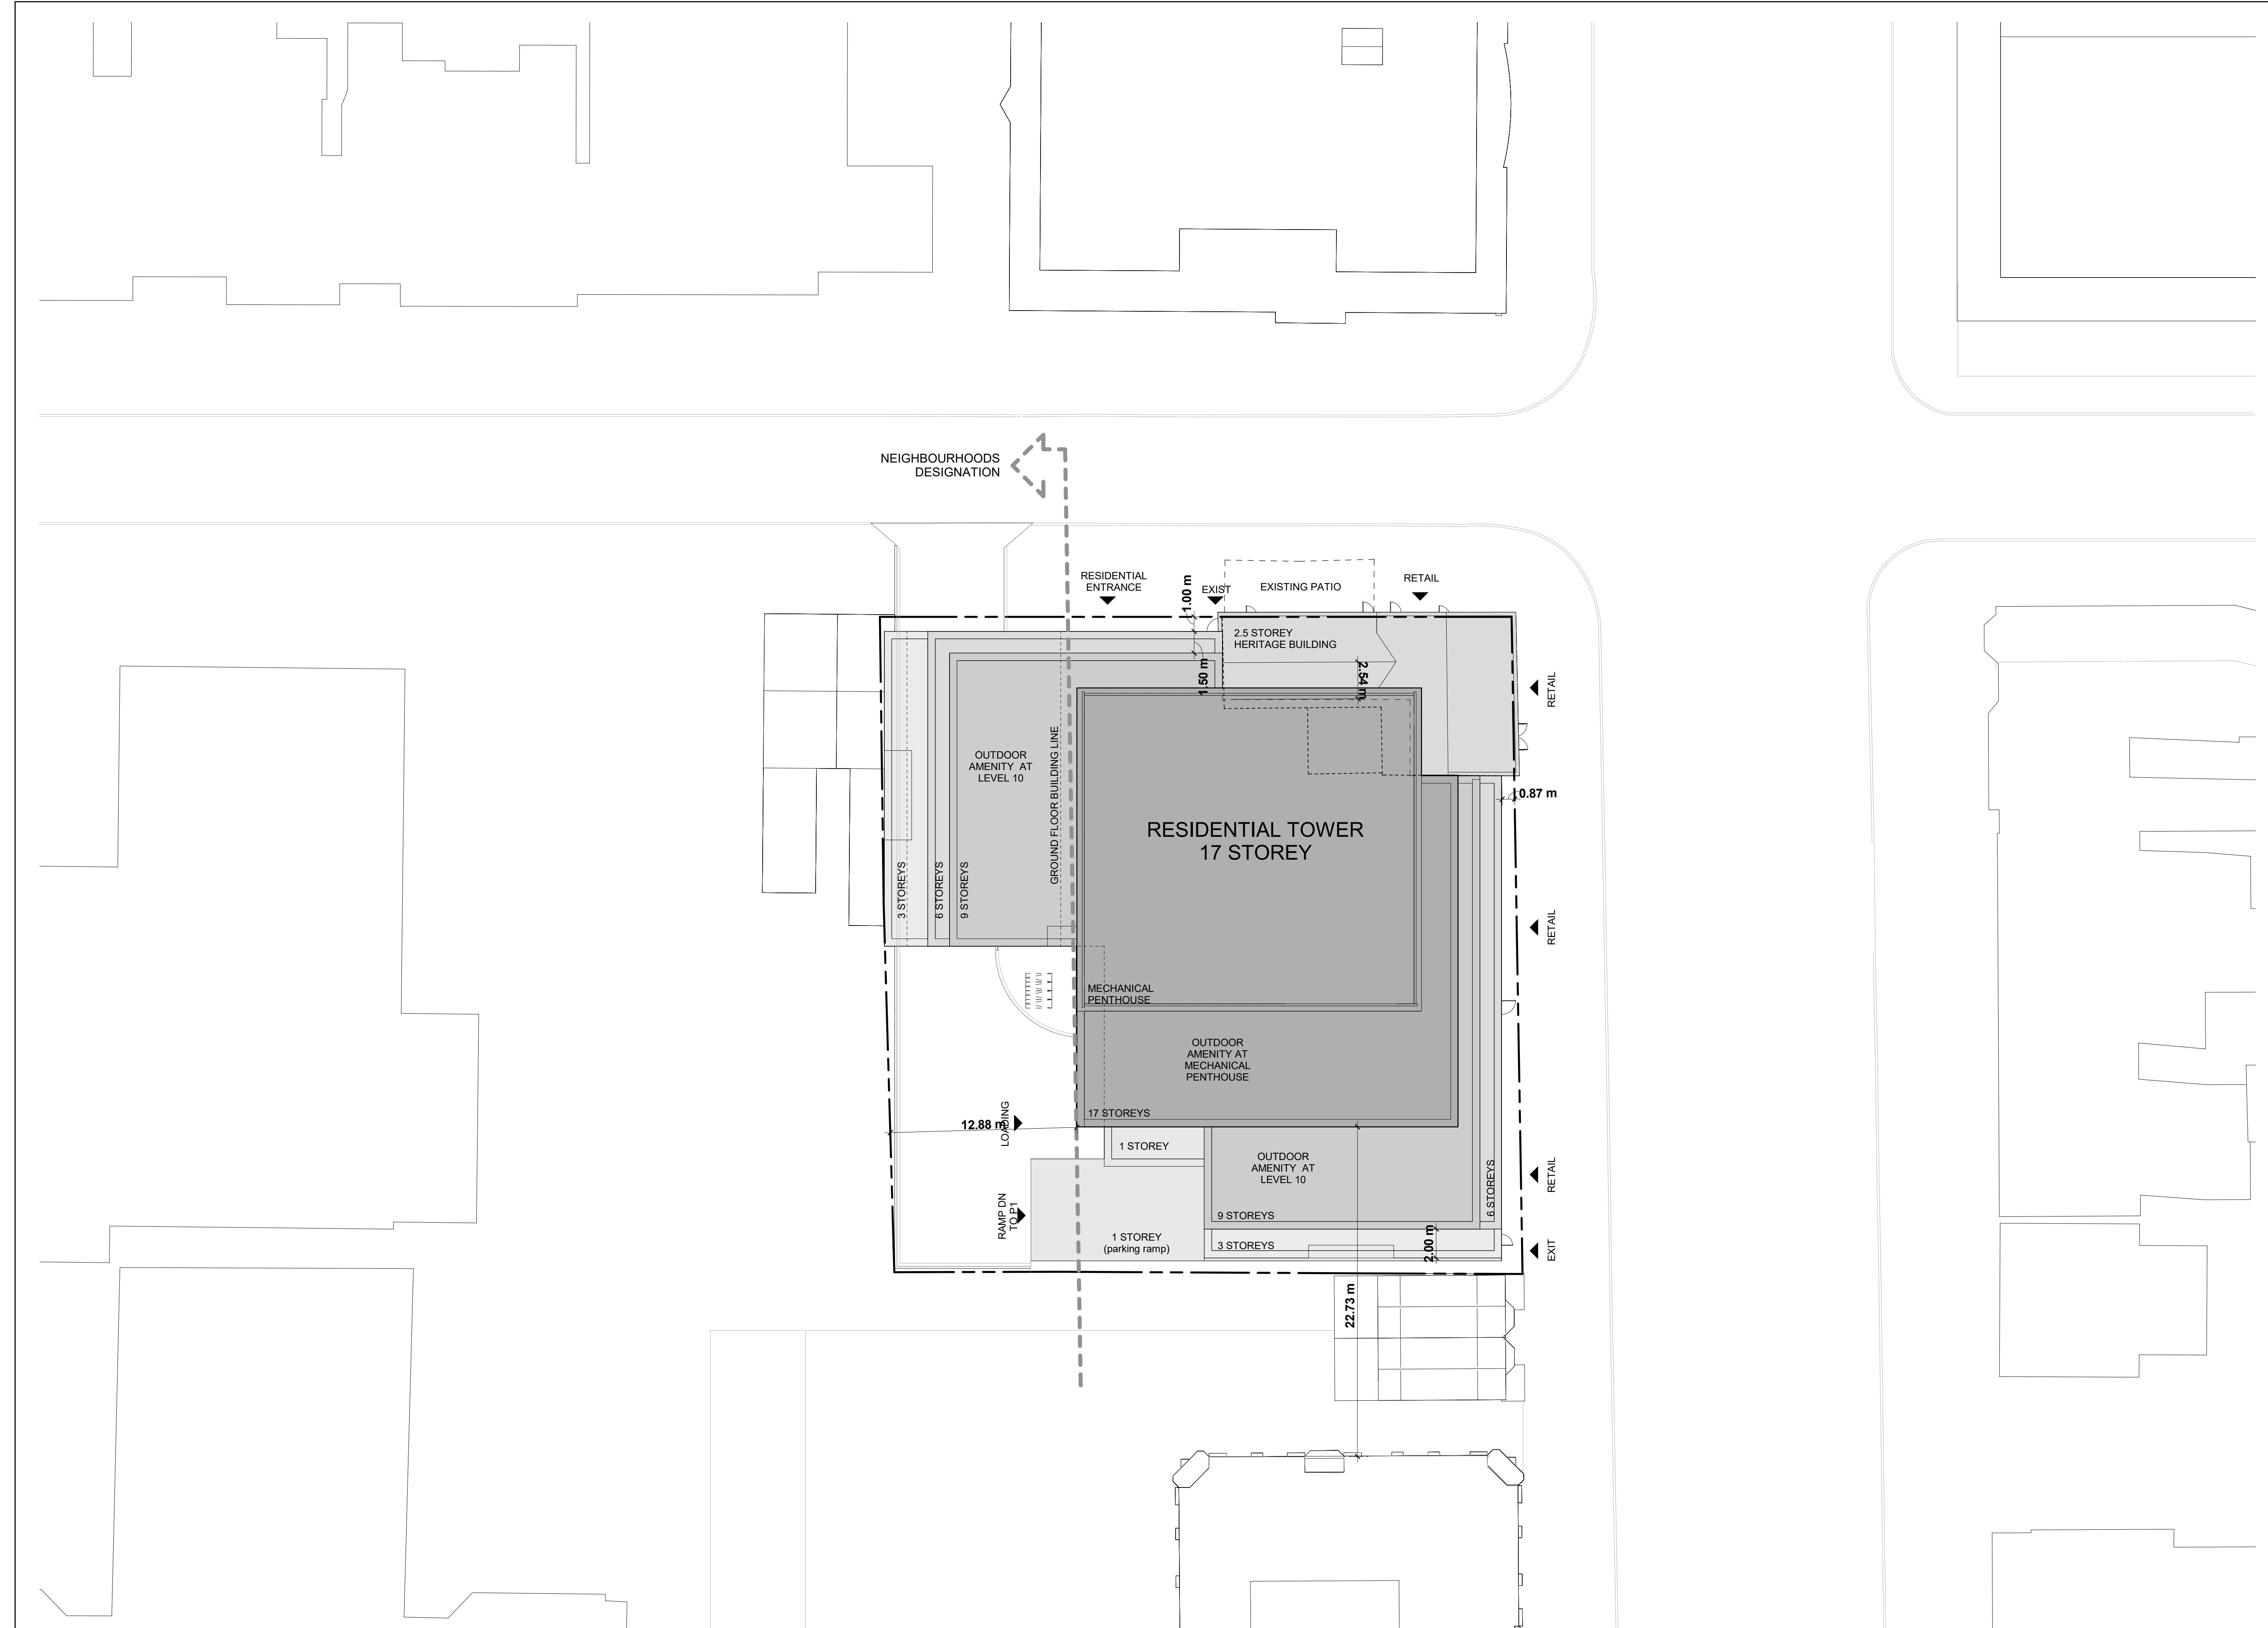 NEIGHBOURHOODS
DESIGNATION
RESIDENTIAL
ENTRANCE
1.00 m
EXIST
EXISTING PATIO
RETAIL
2.5 STOREY
HERITAGE BUILDING
1.50 m
2.54 m
RETAIL
OUTDOOR
AMENITY AT
LEVEL 10
GROUND FLOOR BUILDING LINE
0.87 m
RESIDENTIAL TOWER
17 STOREY
3 STOREYS
6 STOREYS
9 STOREYS
RETAIL
MECHANICAL
PENTHOUSE
OUTDOOR
AMENITY AT
MECHANICAL
PENTHOUSE
17 STOREYS
12.88 m
LOADING
1 STOREY
OUTDOOR
AMENITY AT
LEVEL 10
6 STOREYS
RETAIL
RAMP DN
TO P1
9 STOREYS
1 STOREY
(parking ramp)
3 STOREYS
2.00 m
EXIT
22.73 m